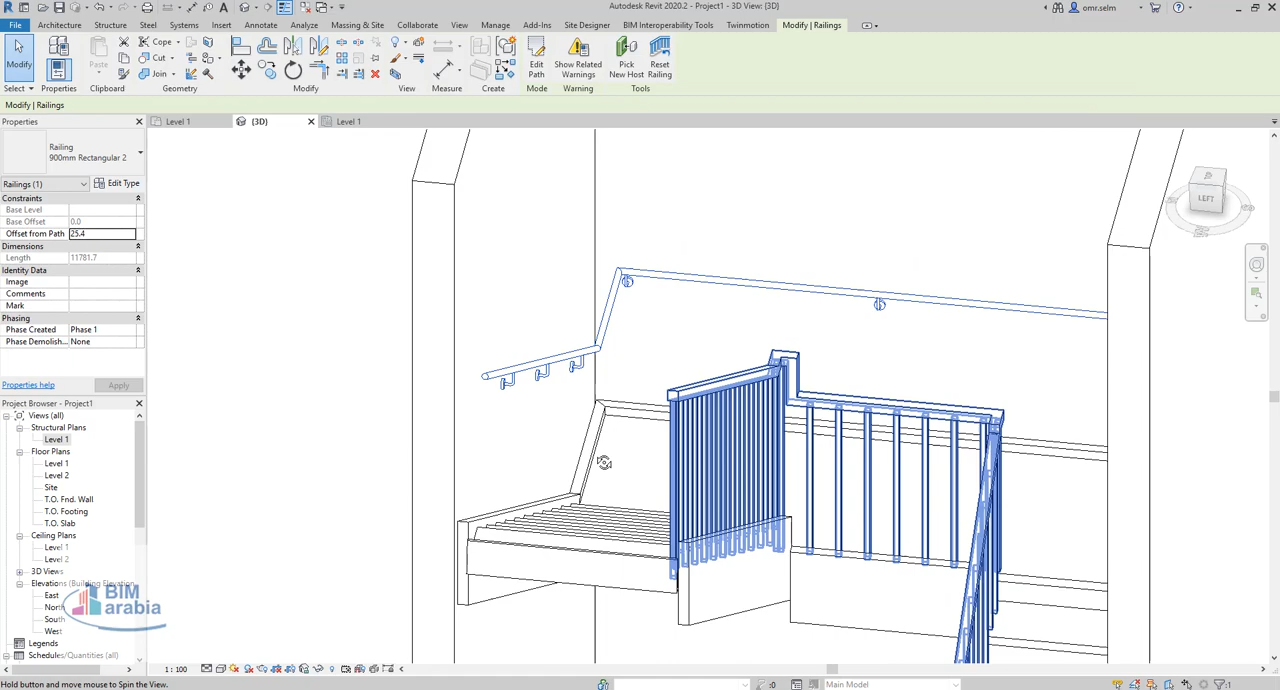 Autodesk Revit 2020.2 - Project1 - 3D View: {3D}
omr.selm
File Architecture Structure Steel Systems Insert Annotate Analyze Massing & Site Collaborate View Manage Add-Ins Site Designer BIM Interoperability Tools Twinmotion Modify | Railings
Cope
Cut
Join
Modify Paste Edit Path Show Related Warnings Pick New Host Reset Railing
Select Properties Clipboard Geometry Modify View Measure Create Mode Warning Tools
Modify | Railings
Properties
Level 1 {3D} Level 1
Railing
900mm Rectangular 2
Railings (1) Edit Type
Constraints
Base Level
Base Offset 0.0
Offset from Path 25.4
Dimensions
Length 11781.7
Identity Data
Image
Comments
Mark
Phasing
Phase Created Phase 1
Phase Demolish... None
Properties help Apply
Project Browser - Project1
Views (all)
Structural Plans
Level 1
Floor Plans
Level 1
Level 2
Site
T.O. Fnd. Wall
T.O. Footing
T.O. Slab
Ceiling Plans
Level 1
Level 2
3D Views
Elevations (Building Elevation
East
North
South
West
Legends
Schedules/Quantities (all)
BIM
arabia
LEFT
1 : 100
Hold button and move mouse to Spin the View.
:0 Main Model :1